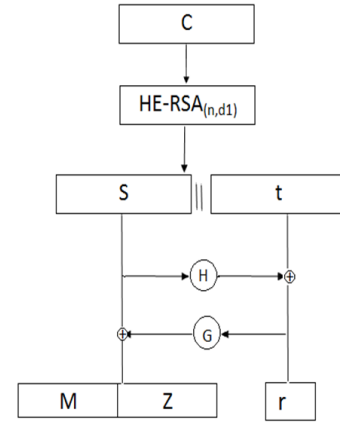 C
HE-RSA(n,d1)
S || t
H ⊕
⊕ G
M Z r